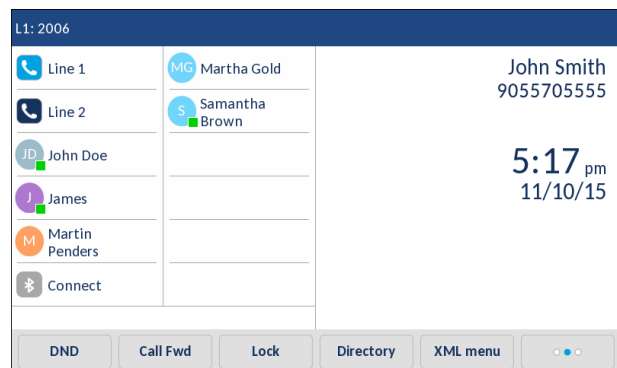 L1: 2006
Line 1
Line 2
JD John Doe
J James
M Martin
Penders
Connect
MG Martha Gold
S Samantha
Brown
John Smith
9055705555
5:17 pm
11/10/15
DND Call Fwd Lock Directory XML menu